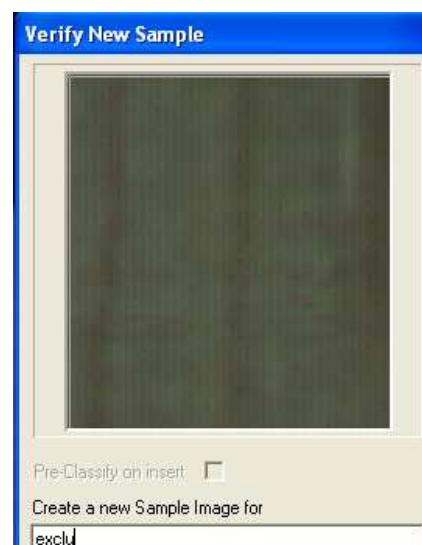 Verify New Sample
Pre-Classify on insert
Create a new Sample Image for
exclu